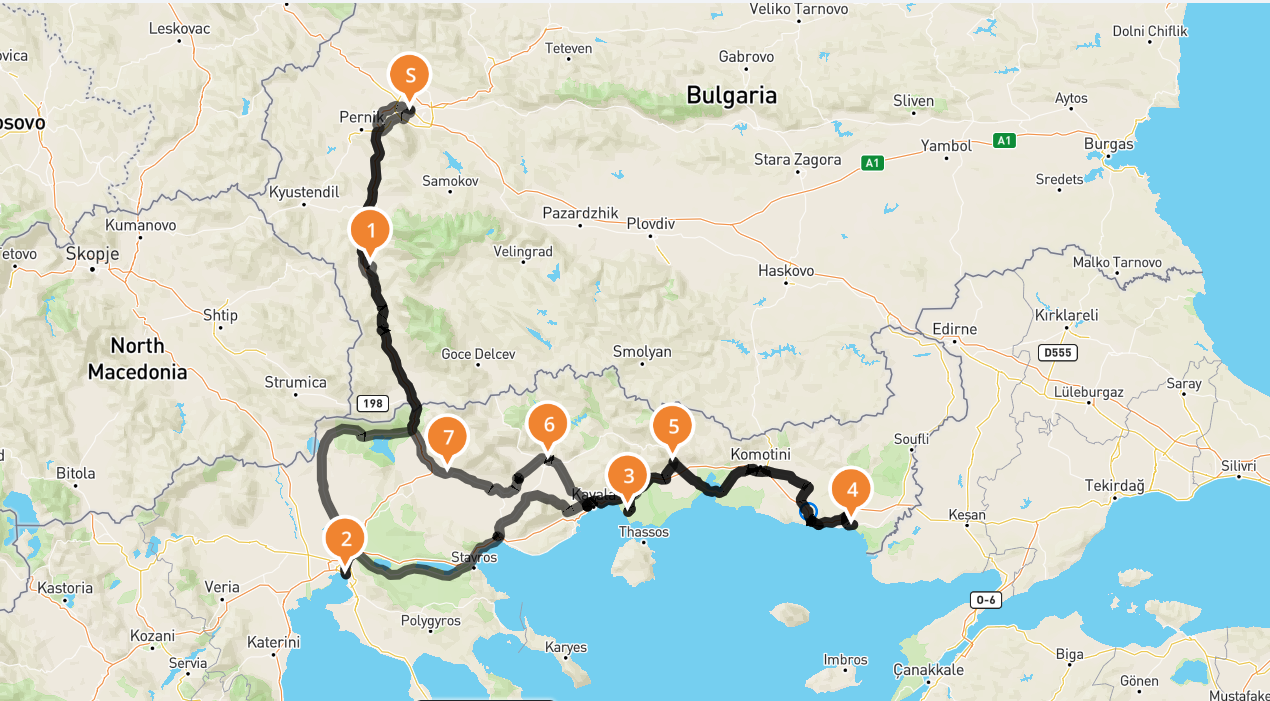 Veliko Tarnovo
Leskovac
Dolni Chiflik
Teteven
Gabrovo
ovica
S
Bulgaria
Sliven
Aytos
Pernik
osovo
A1
Yambol
Burgas
Stara Zagora
A1
Samokov
Sredets
Kyustendil
Pazardzhik
Plovdiv
Kumanovo
1
Tetovo
Skopje
Velingrad
Haskovo
Malko Tarnovo
Shtip
Kırklareli
Edirne
North
Macedonia
Goce Delcev
Smolyan
D555
Strumica
Saray
Lüleburgaz
198
6
5
7
Soufli
Komotini
Bitola
3
4
Silivri
Tekirdağ
Kavala
Keşan
Thassos
2
Stavros
Kastoria
Veria
O-6
Polygyros
Kozani
Katerini
Karyes
Servia
Imbros
Çanakkale
Biga
Gönen
Mustafake